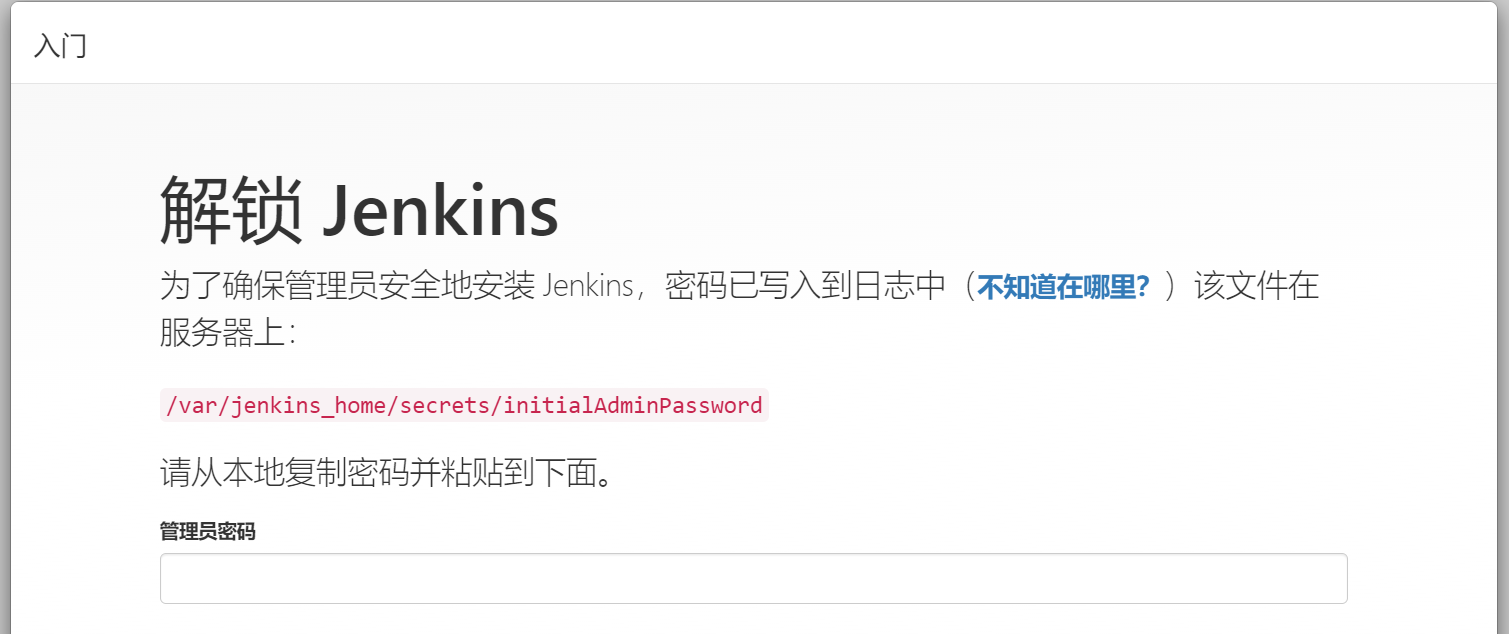 入门
解锁 Jenkins
为了确保管理员安全地安装 Jenkins，密码已写入到日志中（不知道在哪里？）该文件在
服务器上：
/var/jenkins_home/secrets/initialAdminPassword
请从本地复制密码并粘贴到下面。
管理员密码